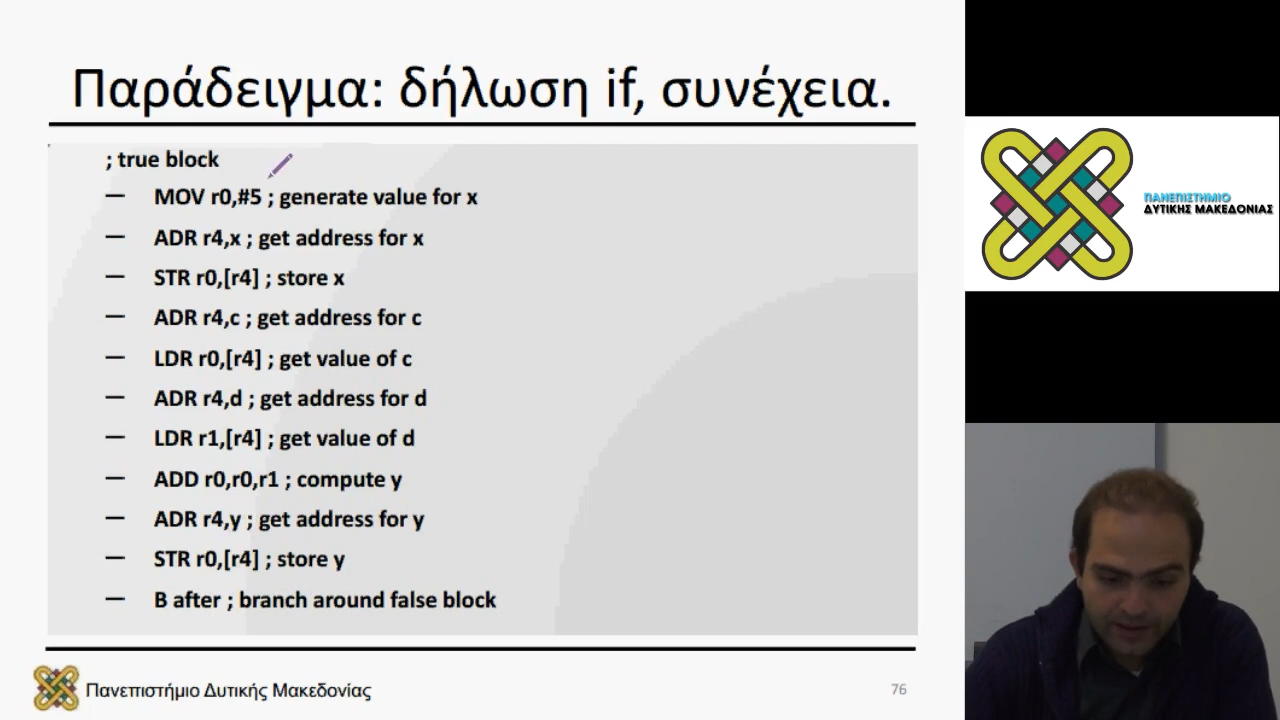 Παράδειγμα: δήλωση if, συνέχεια.
; true block
— MOV r0,#5 ; generate value for x
— ADR r4,x ; get address for x
— STR r0,[r4] ; store x
— ADR r4,c ; get address for c
— LDR r0,[r4] ; get value of c
— ADR r4,d ; get address for d
— LDR r1,[r4] ; get value of d
— ADD r0,r0,r1 ; compute y
— ADR r4,y ; get address for y
— STR r0,[r4] ; store y
— B after ; branch around false block
Πανεπιστήμιο Δυτικής Μακεδονίας
76
ΠΑΝΕΠΙΣΤΗΜΙΟ
ΔΥΤΙΚΗΣ ΜΑΚΕΔΟΝΙΑΣ